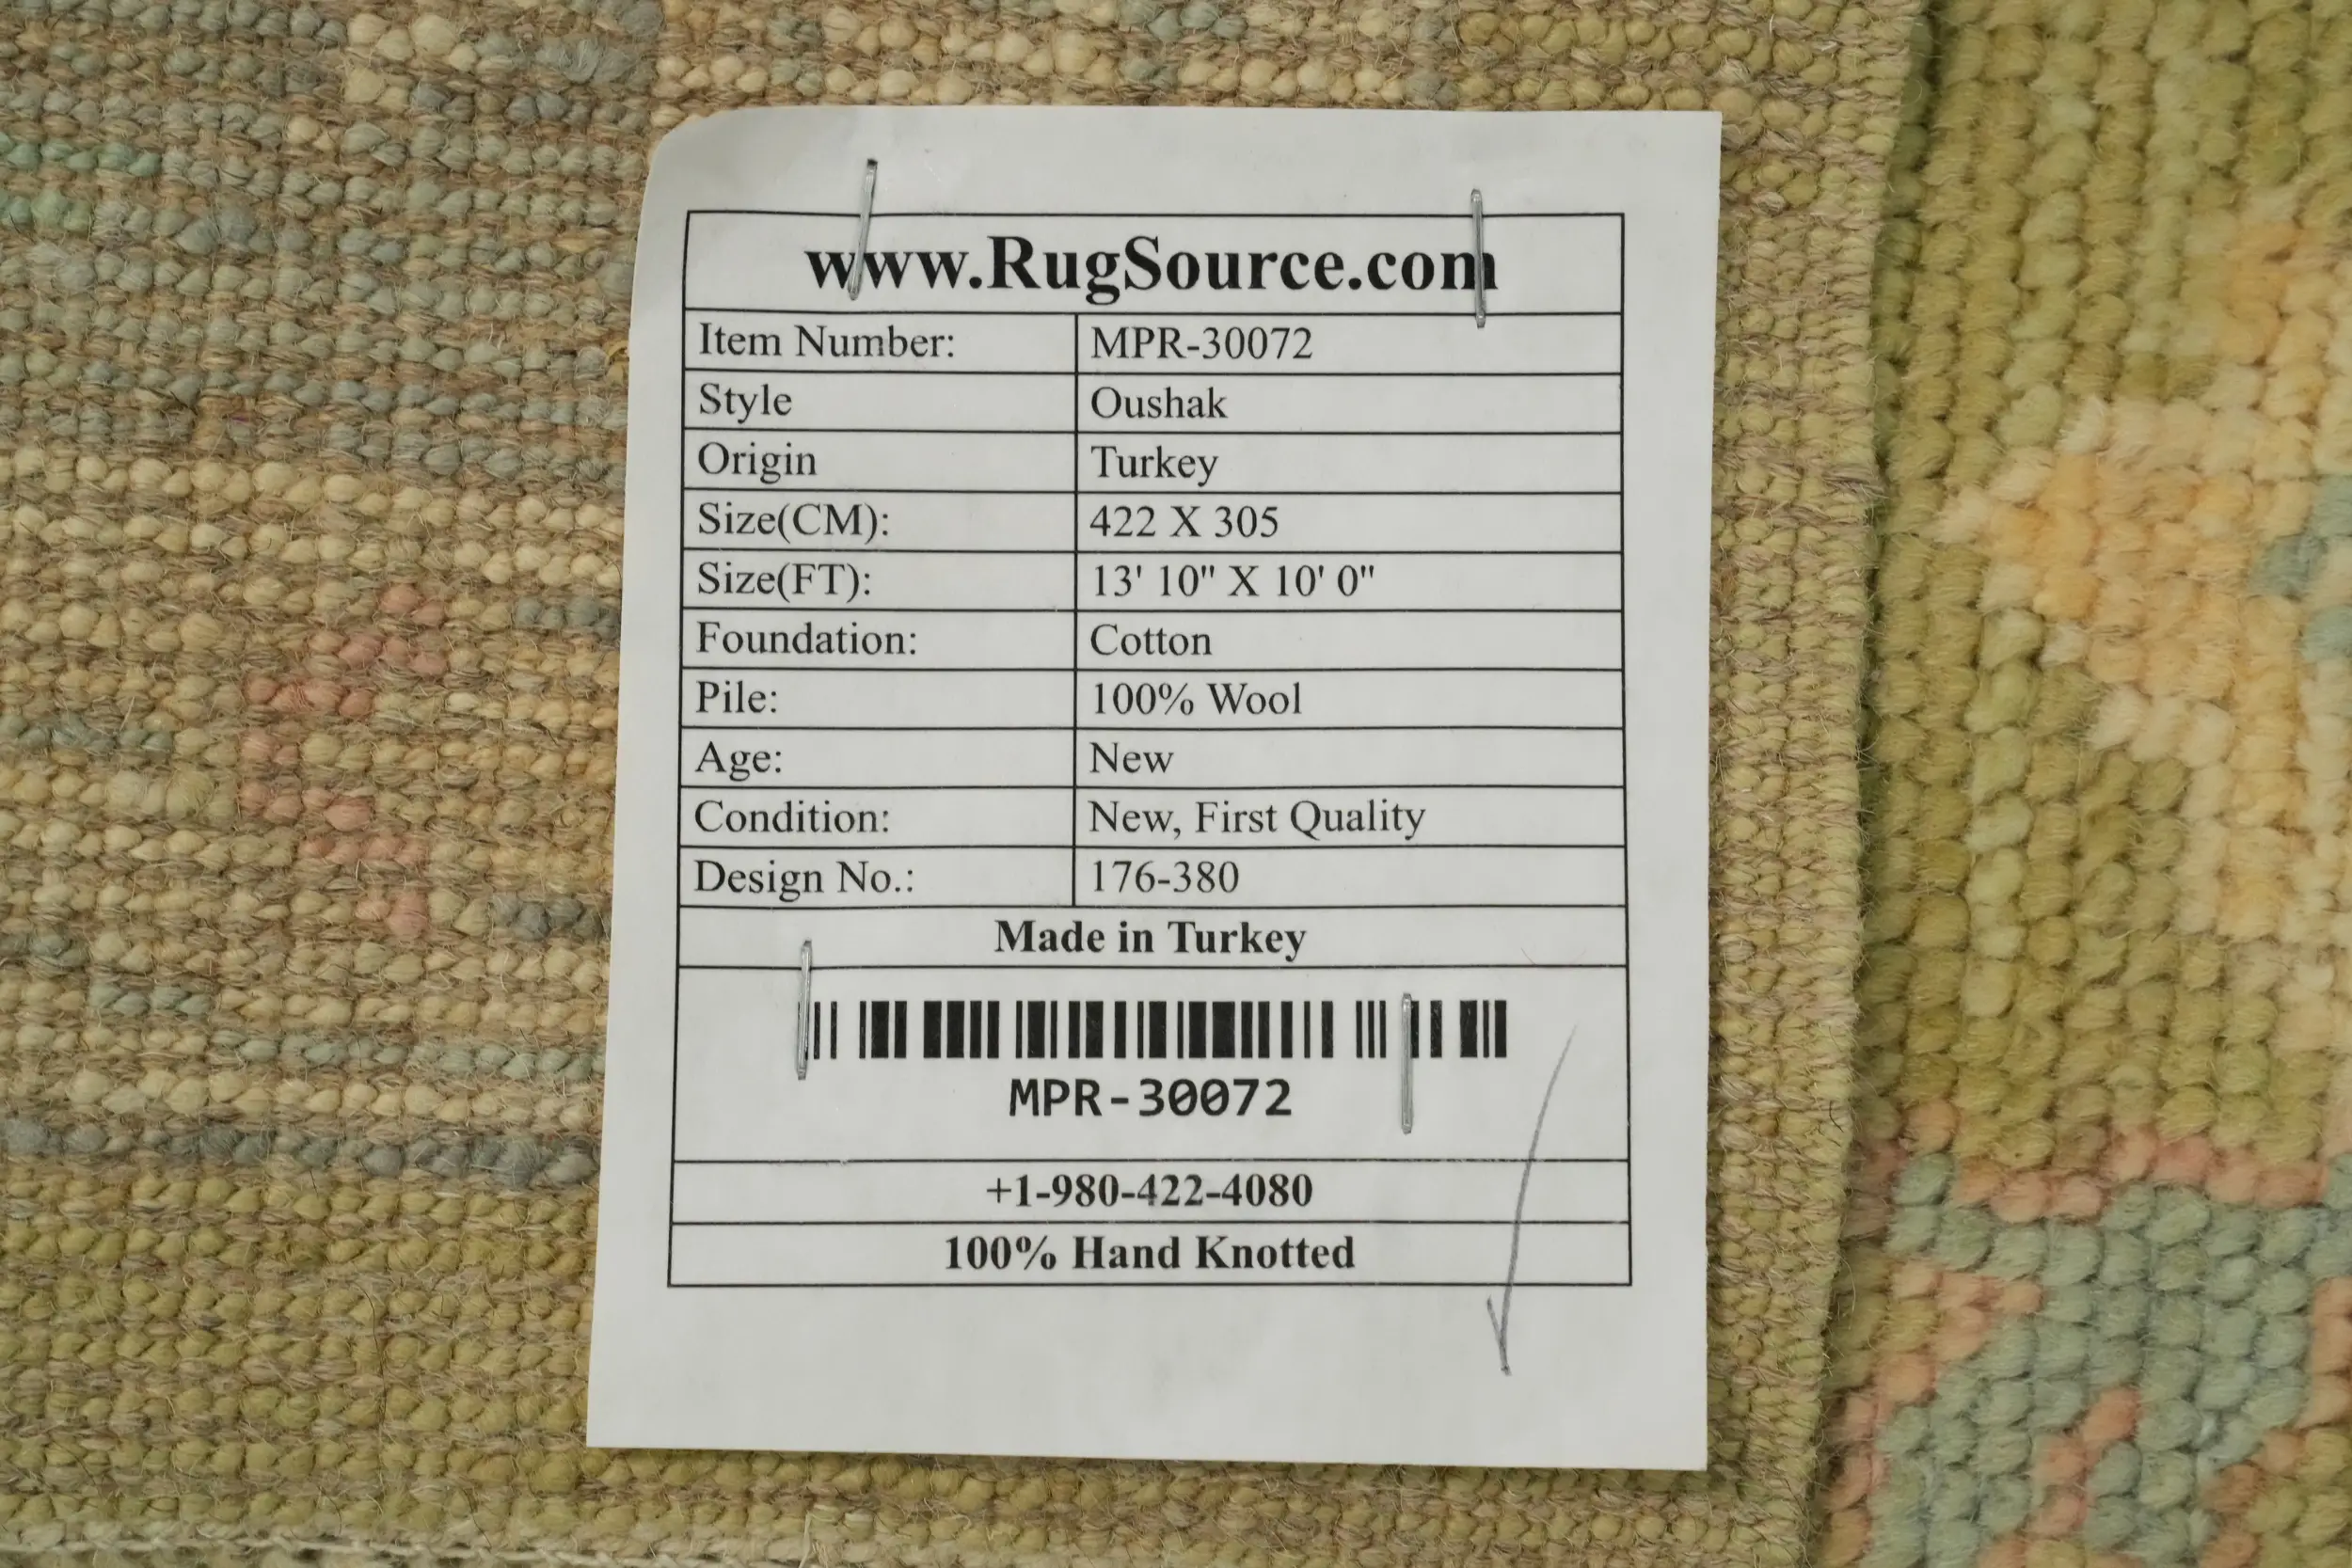 www.RugSource.com
Item Number: MPR-30072
Style Oushak
Origin Turkey
Size(CM): 422 X 305
Size(FT): 13' 10" X 10' 0"
Foundation: Cotton
Pile: 100% Wool
Age: New
Condition: New, First Quality
Design No.: 176-380
Made in Turkey
MPR-30072
+1-980-422-4080
100% Hand Knotted